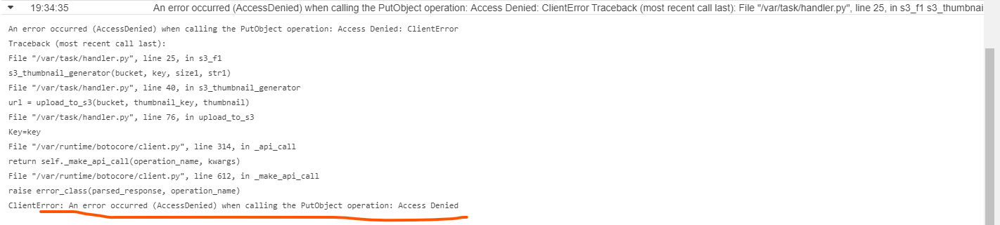 19:34:35 An error occurred (AccessDenied) when calling the PutObject operation: Access Denied: ClientError Traceback (most recent call last): File "/var/task/handler.py", line 25, in s3_f1 s3_thumbnai
An error occurred (AccessDenied) when calling the PutObject operation: Access Denied: ClientError
Traceback (most recent call last):
File "/var/task/handler.py", line 25, in s3_f1
s3_thumbnail_generator(bucket, key, size1, str1)
File "/var/task/handler.py", line 40, in s3_thumbnail_generator
url = upload_to_s3(bucket, thumbnail_key, thumbnail)
File "/var/task/handler.py", line 76, in upload_to_s3
Key=key
File "/var/runtime/botocore/client.py", line 314, in _api_call
return self._make_api_call(operation_name, kwargs)
File "/var/runtime/botocore/client.py", line 612, in _make_api_call
raise error_class(parsed_response, operation_name)
ClientError: An error occurred (AccessDenied) when calling the PutObject operation: Access Denied